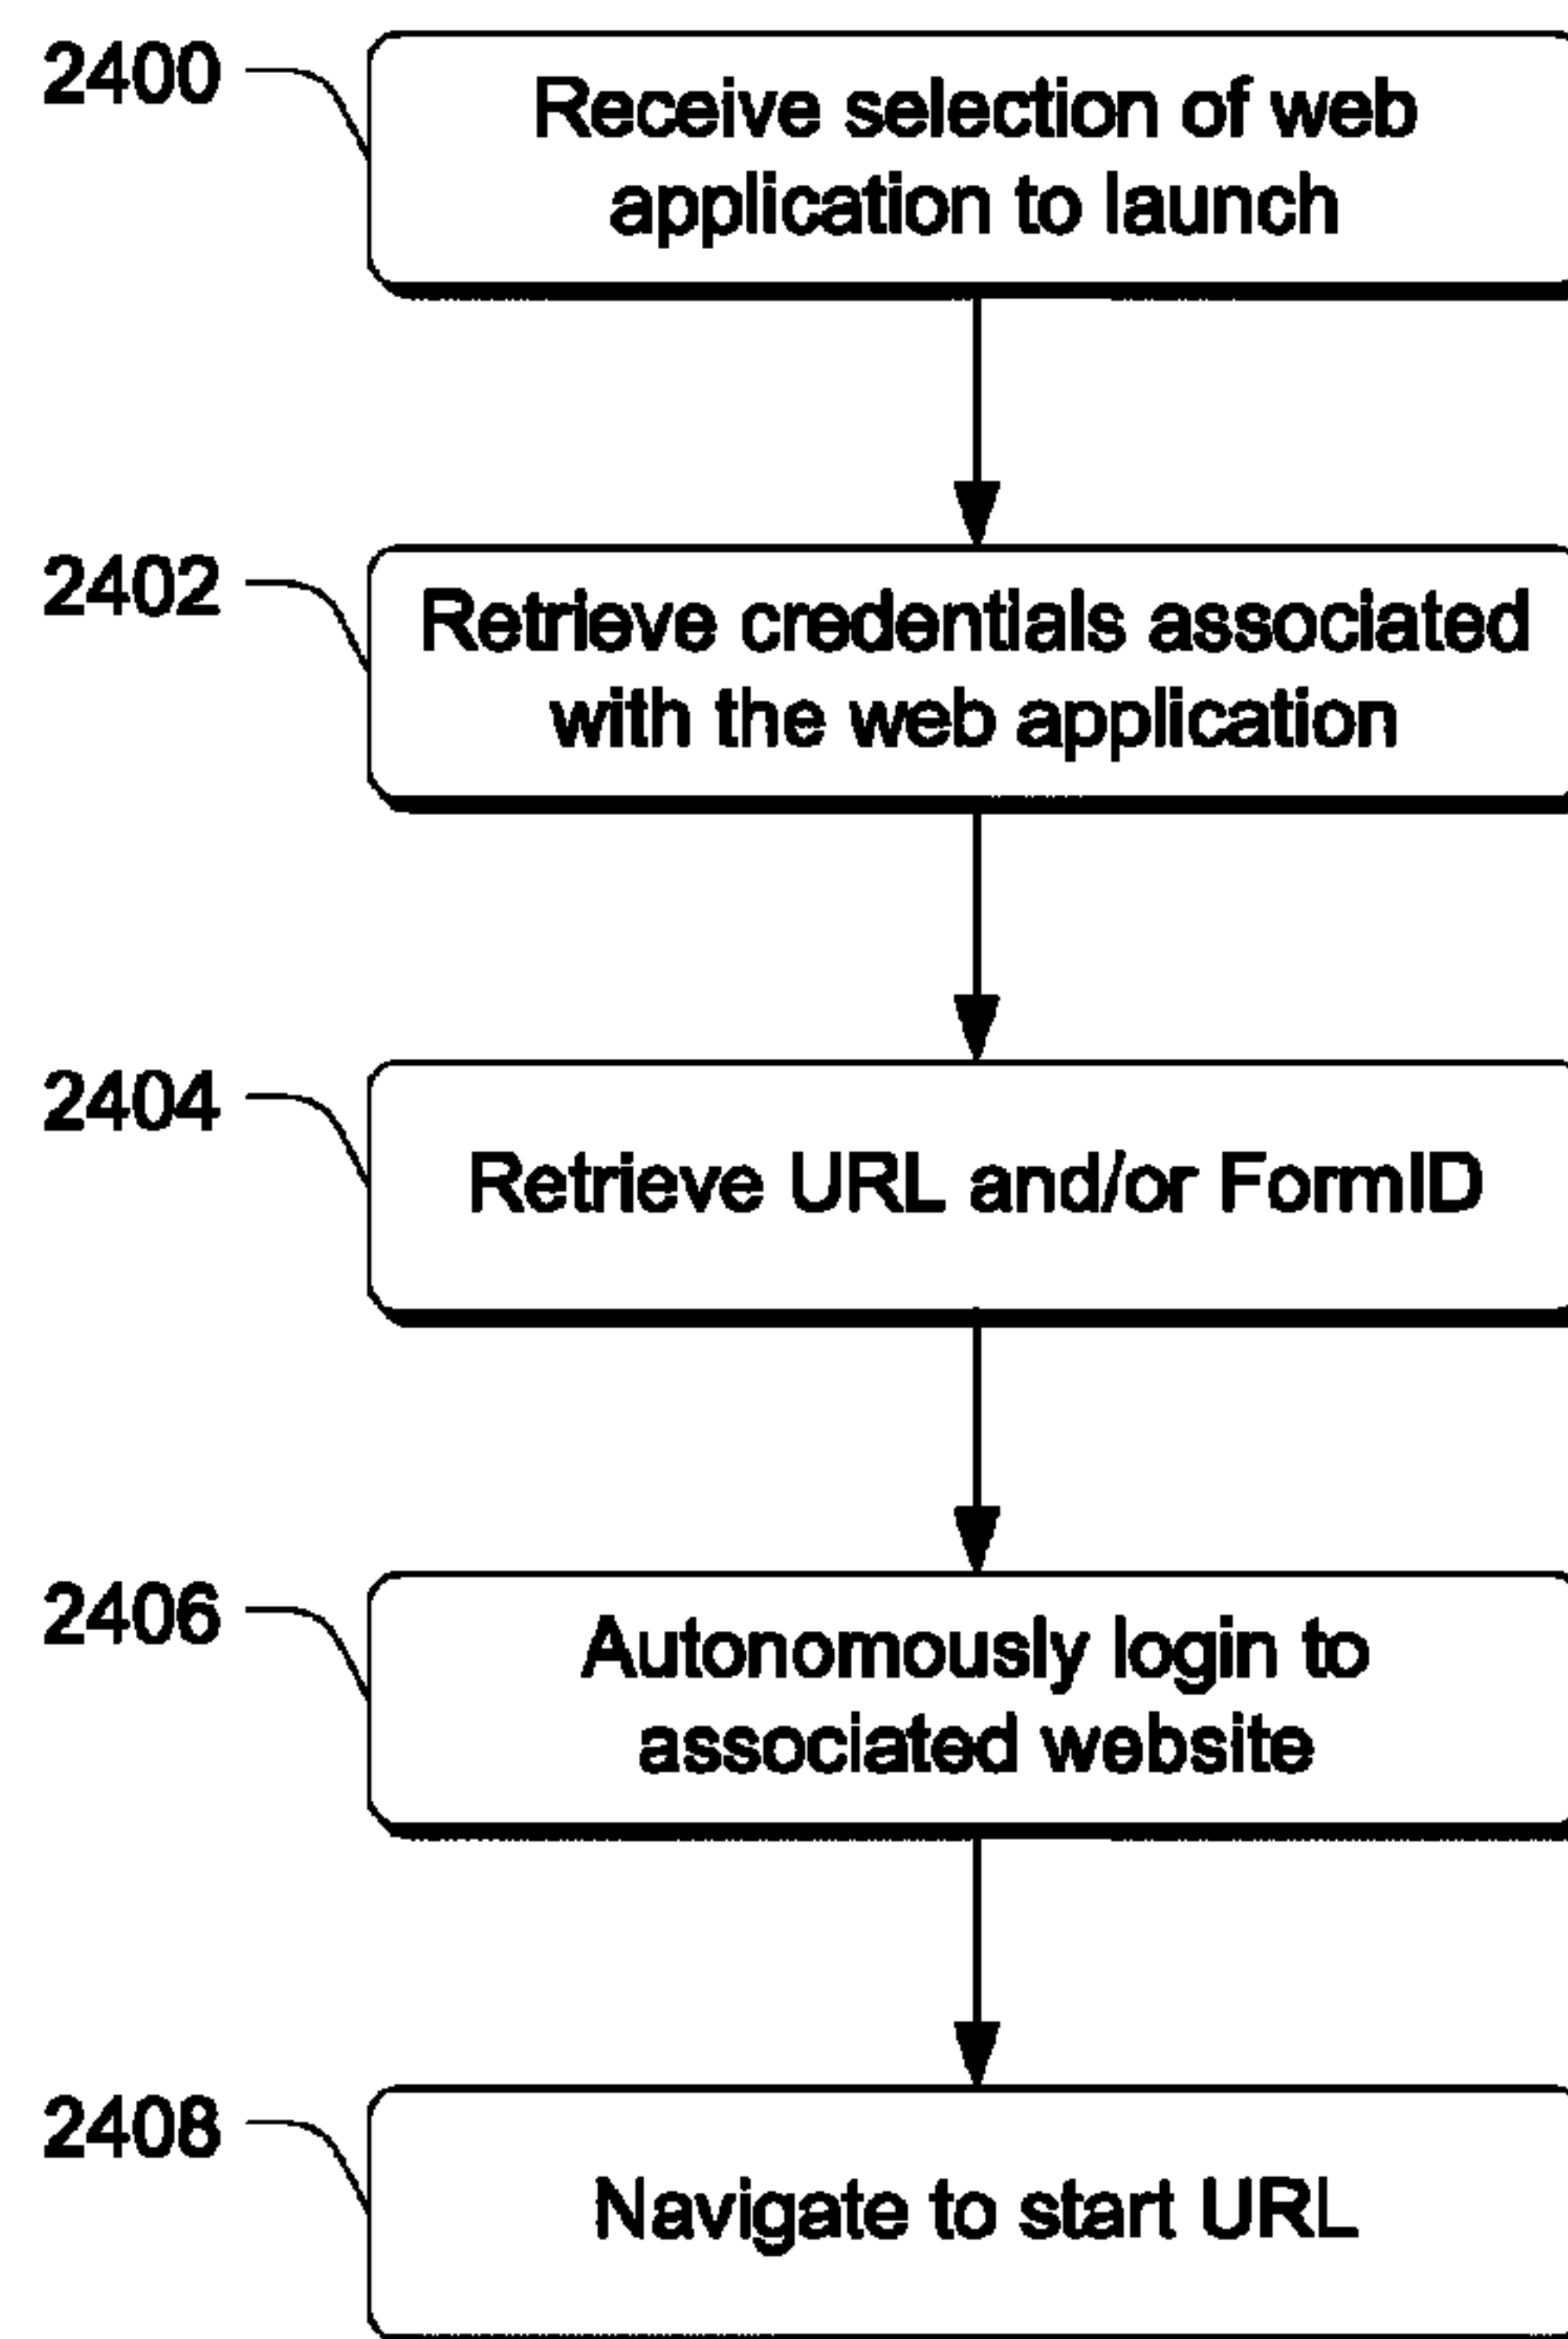 2400
Receive selection of web
application to launch
2402
Retrieve credentials associated
with the web application
2404
Retrieve URL and/or FormID
2406
Autonomously login to
associated website
2408
Navigate to start URL